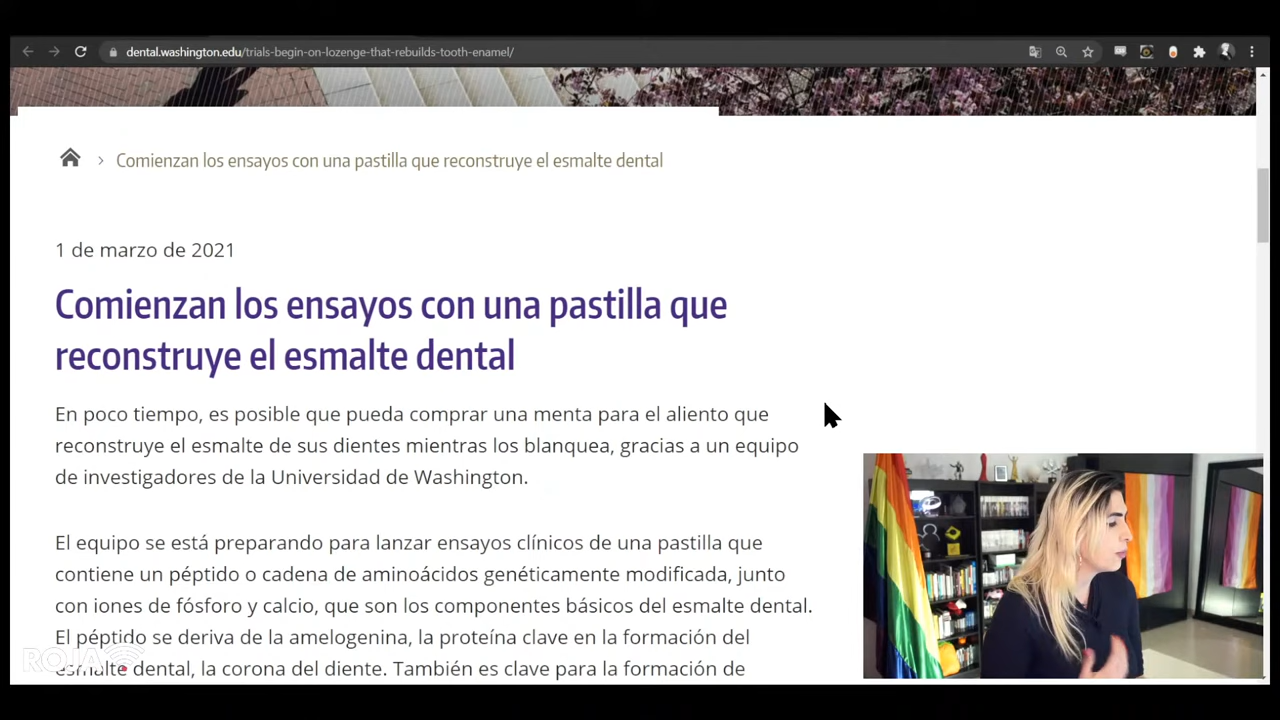 dental.washington.edu/trials-begin-on-lozenge-that-rebuilds-tooth-enamel/
Comienzan los ensayos con una pastilla que reconstruye el esmalte dental
1 de marzo de 2021
Comienzan los ensayos con una pastilla que
reconstruye el esmalte dental
En poco tiempo, es posible que pueda comprar una menta para el aliento que
reconstruye el esmalte de sus dientes mientras los blanquea, gracias a un equipo
de investigadores de la Universidad de Washington.
El equipo se está preparando para lanzar ensayos clínicos de una pastilla que
contiene un péptido o cadena de aminoácidos genéticamente modificada, junto
con iones de fósforo y calcio, que son los componentes básicos del esmalte dental.
El péptido se deriva de la amelogenina, la proteína clave en la formación del
esmalte dental, la corona del diente. También es clave para la formación de
ROJA